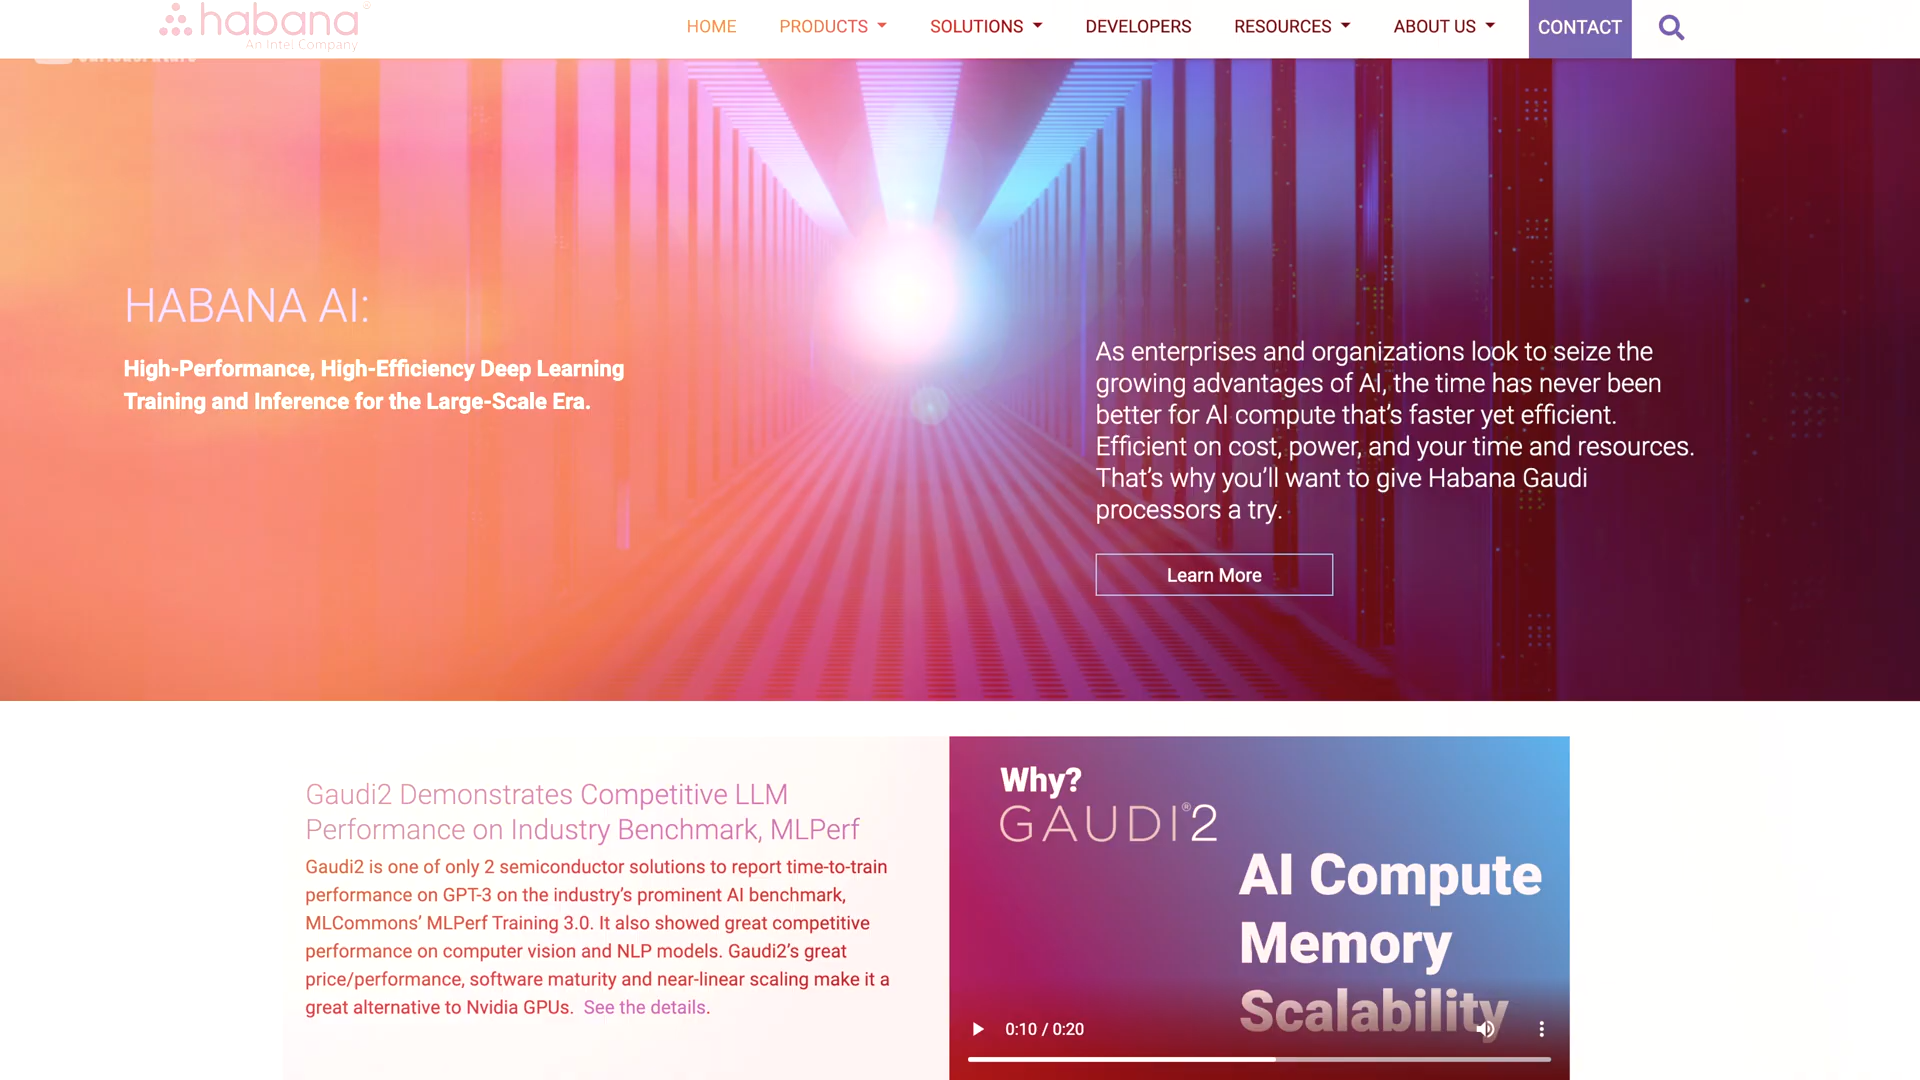 habana
An Intel Company
HOME PRODUCTS SOLUTIONS DEVELOPERS RESOURCES ABOUT US CONTACT
HABANA AI:
High-Performance, High-Efficiency Deep Learning
Training and Inference for the Large-Scale Era.
As enterprises and organizations look to seize the
growing advantages of AI, the time has never been
better for AI compute that’s faster yet efficient.
Efficient on cost, power, and your time and resources.
That’s why you’ll want to give Habana Gaudi
processors a try.
Learn More
Gaudi2 Demonstrates Competitive LLM
Performance on Industry Benchmark, MLPerf
Gaudi2 is one of only 2 semiconductor solutions to report time-to-train
performance on GPT-3 on the industry’s prominent AI benchmark,
MLCommons’ MLPerf Training 3.0. It also showed great competitive
performance on computer vision and NLP models. Gaudi2’s great
price/performance, software maturity and near-linear scaling make it a
great alternative to Nvidia GPUs. See the details.
Why?
GAUDI®2
AI Compute
Memory
Scalability
0:10 / 0:20